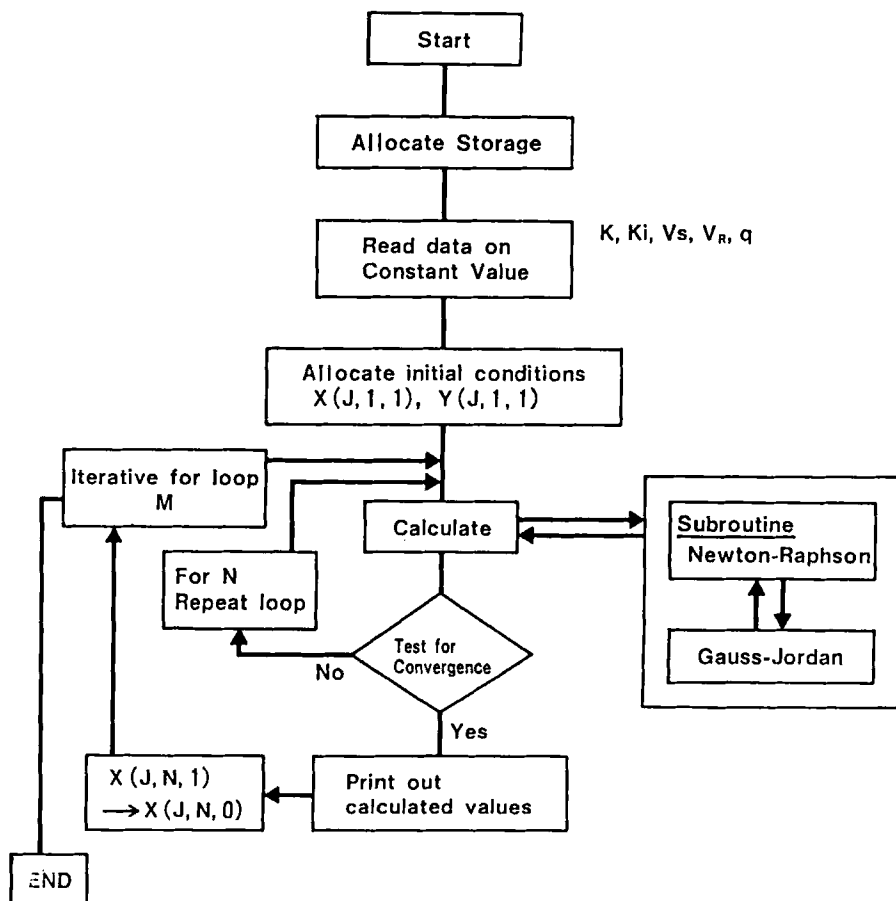 Start
Allocate Storage
Read data on
Constant Value
K, Ki, Vs, VR, q
Allocate initial conditions
X(J,1,1), Y(J,1,1)
Iterative for loop
M
Calculate
Subroutine
Newton-Raphson
For N
Repeat loop
Test for
Convergence
Gauss-Jordan
No
Yes
X(J,N,1)
→X(J,N,0)
Print out
calculated values
END